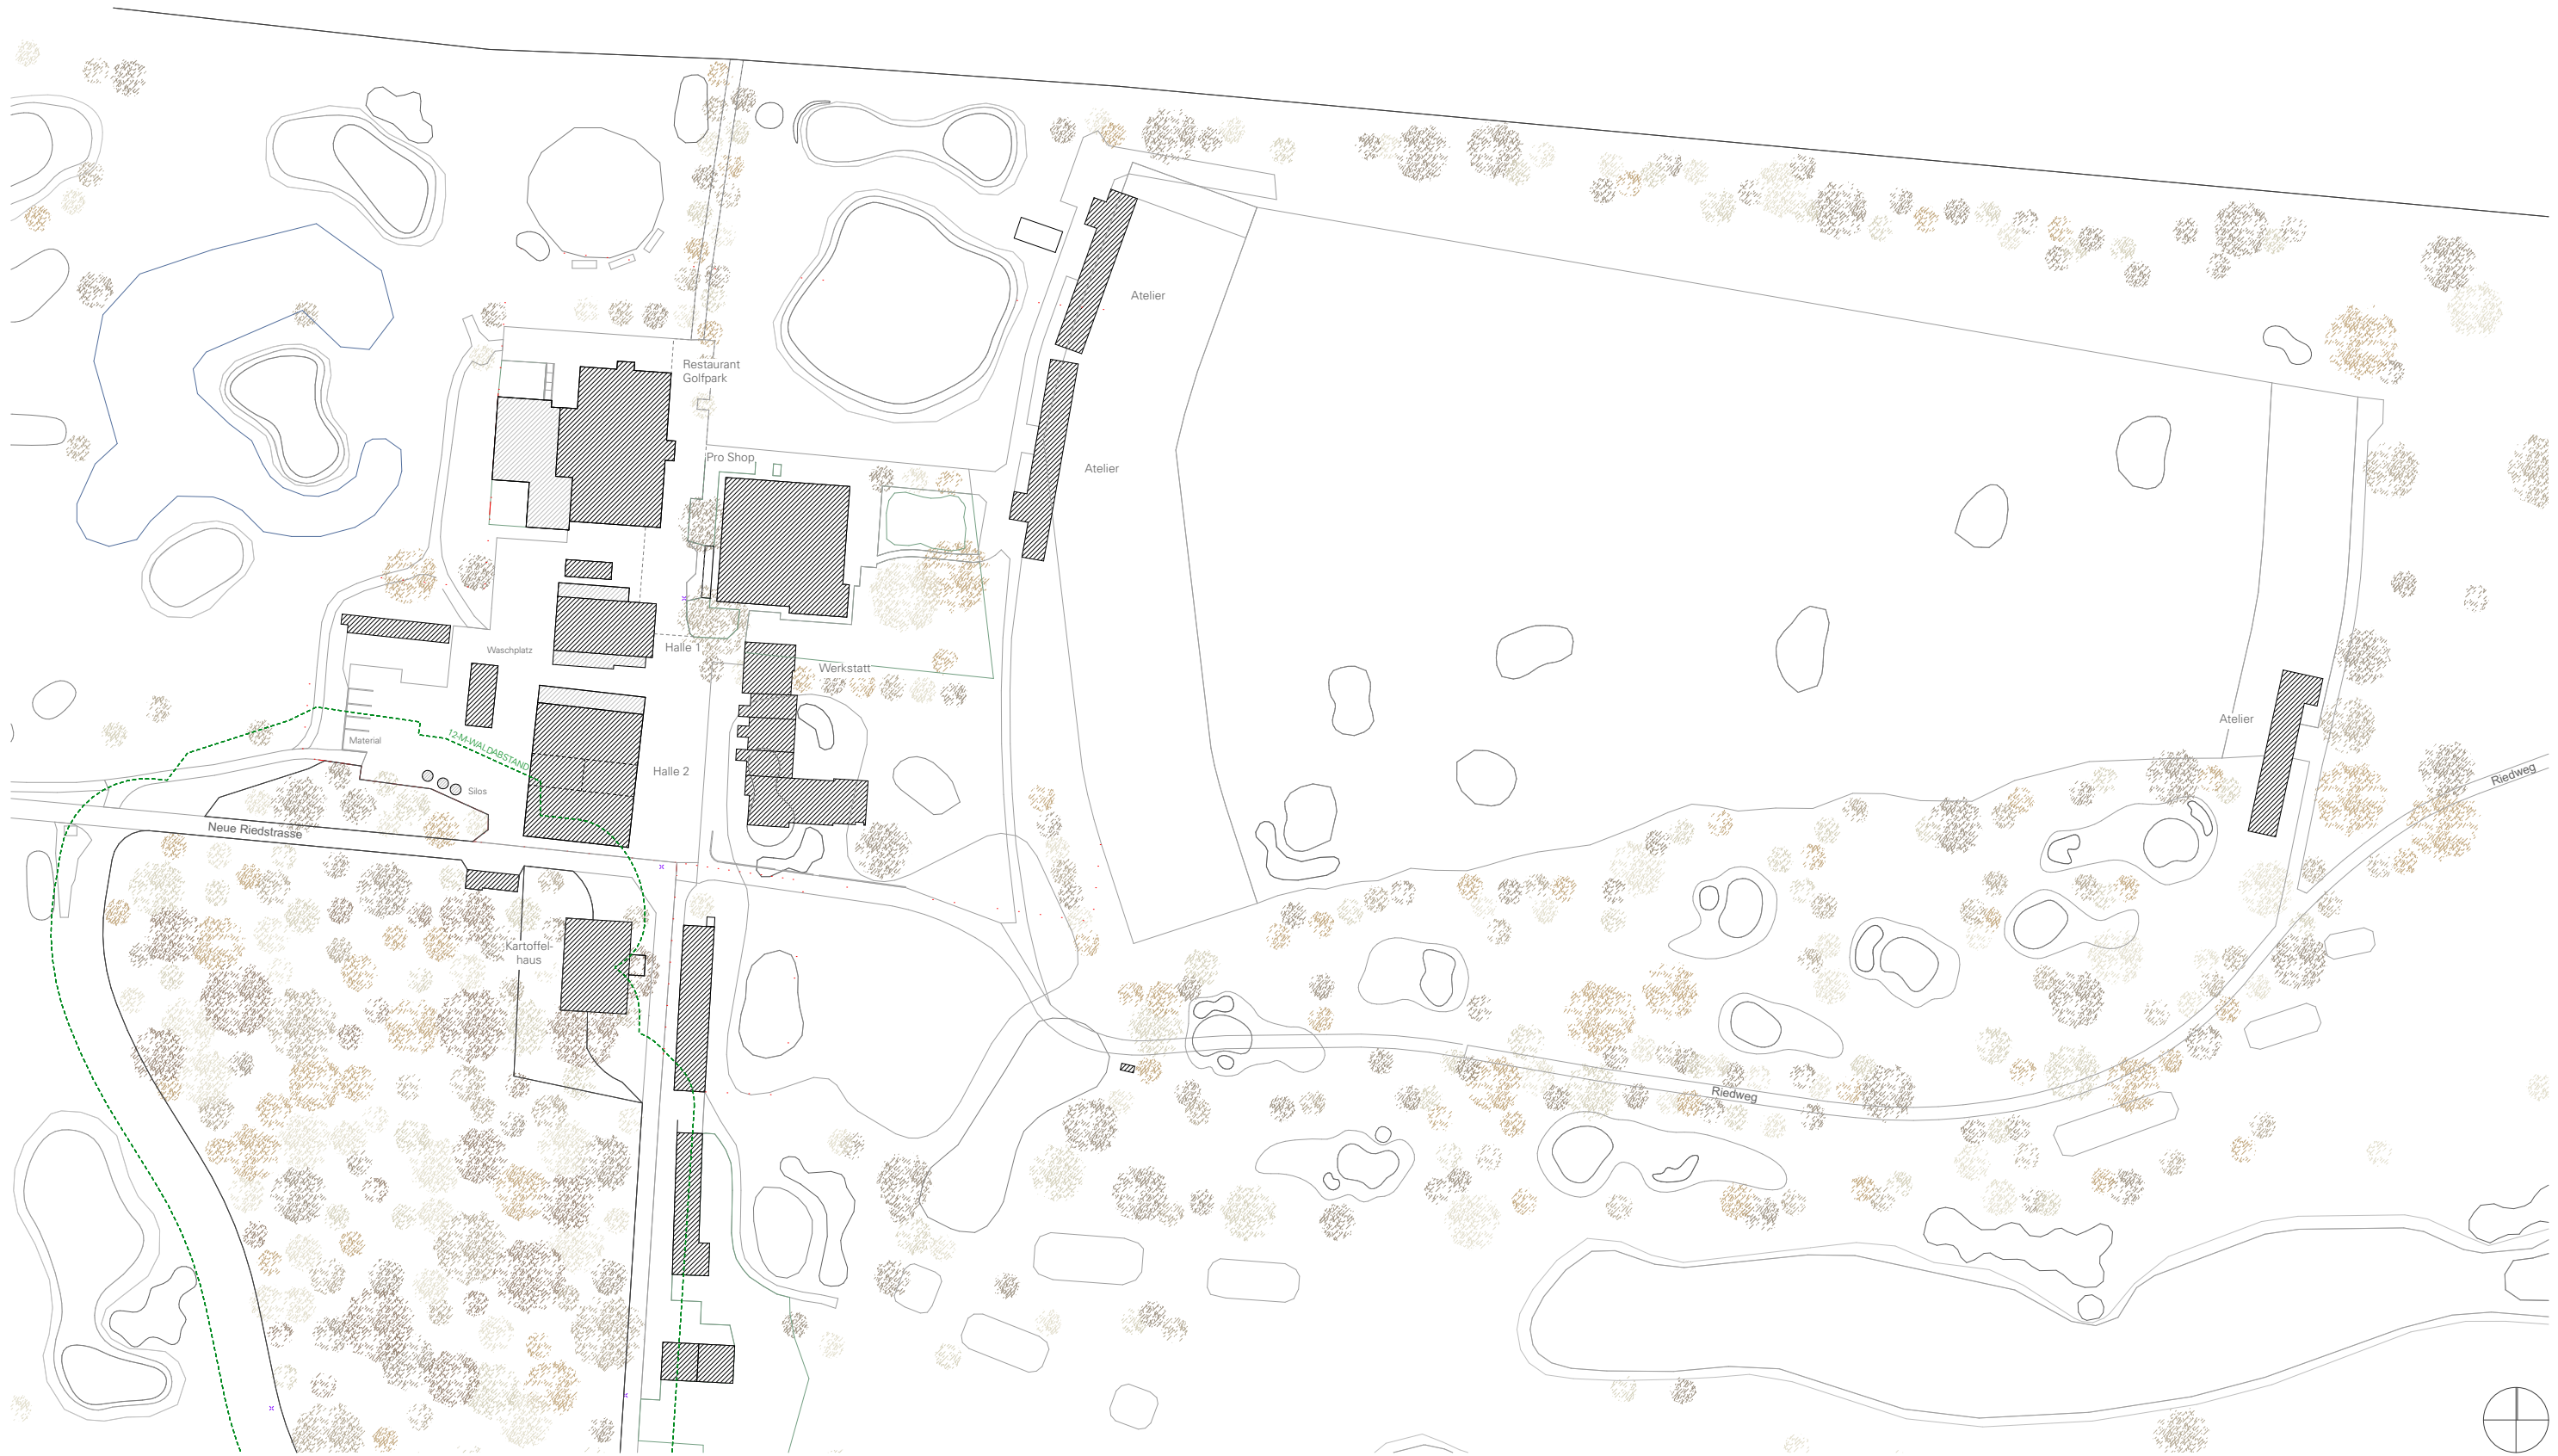 Atelier
Restaurant
Golfpark
Pro Shop
Atelier
Waschplatz
Halle 1
Werkstatt
Atelier
Material
12-M-WALDABSTAND
Halle 2
Riedweg
Silos
Neue Riedstrasse
Kartoffel-
haus
Riedweg